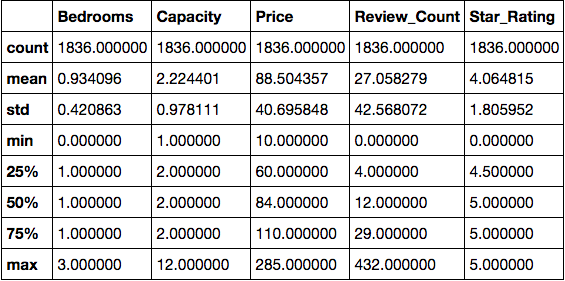 Bedrooms Capacity Price Review_Count Star_Rating
count 1836.000000 1836.000000 1836.000000 1836.000000 1836.000000
mean 0.934096 2.224401 88.504357 27.058279 4.064815
std 0.420863 0.978111 40.695848 42.568072 1.805952
min 0.000000 1.000000 10.000000 0.000000 0.000000
25% 1.000000 2.000000 60.000000 4.000000 4.500000
50% 1.000000 2.000000 84.000000 12.000000 5.000000
75% 1.000000 2.000000 110.000000 29.000000 5.000000
max 3.000000 12.000000 285.000000 432.000000 5.000000